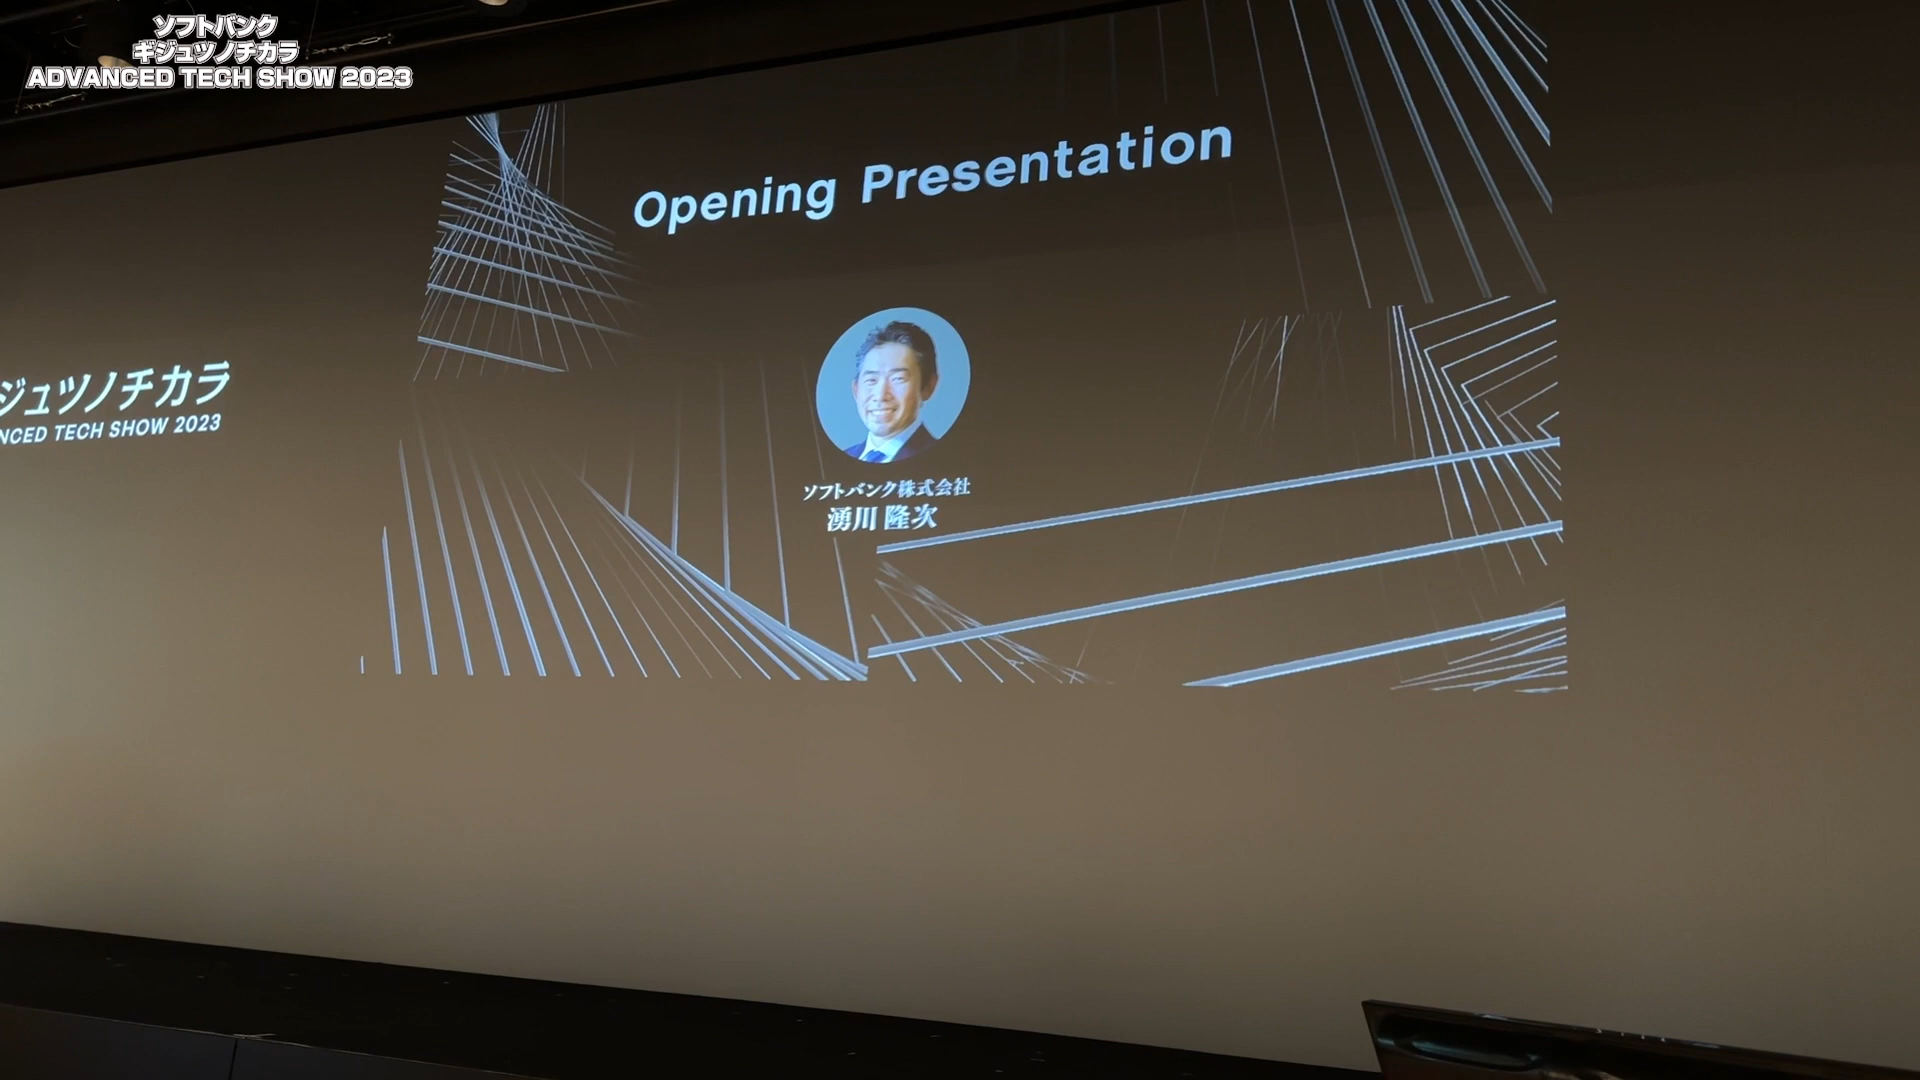 ソフトバンク
ギジュツノチカラ
ADVANCED TECH SHOW 2023
Opening Presentation
ジュツノチカラ
NCED TECH SHOW 2023
ソフトバンク株式会社
湧川 隆次